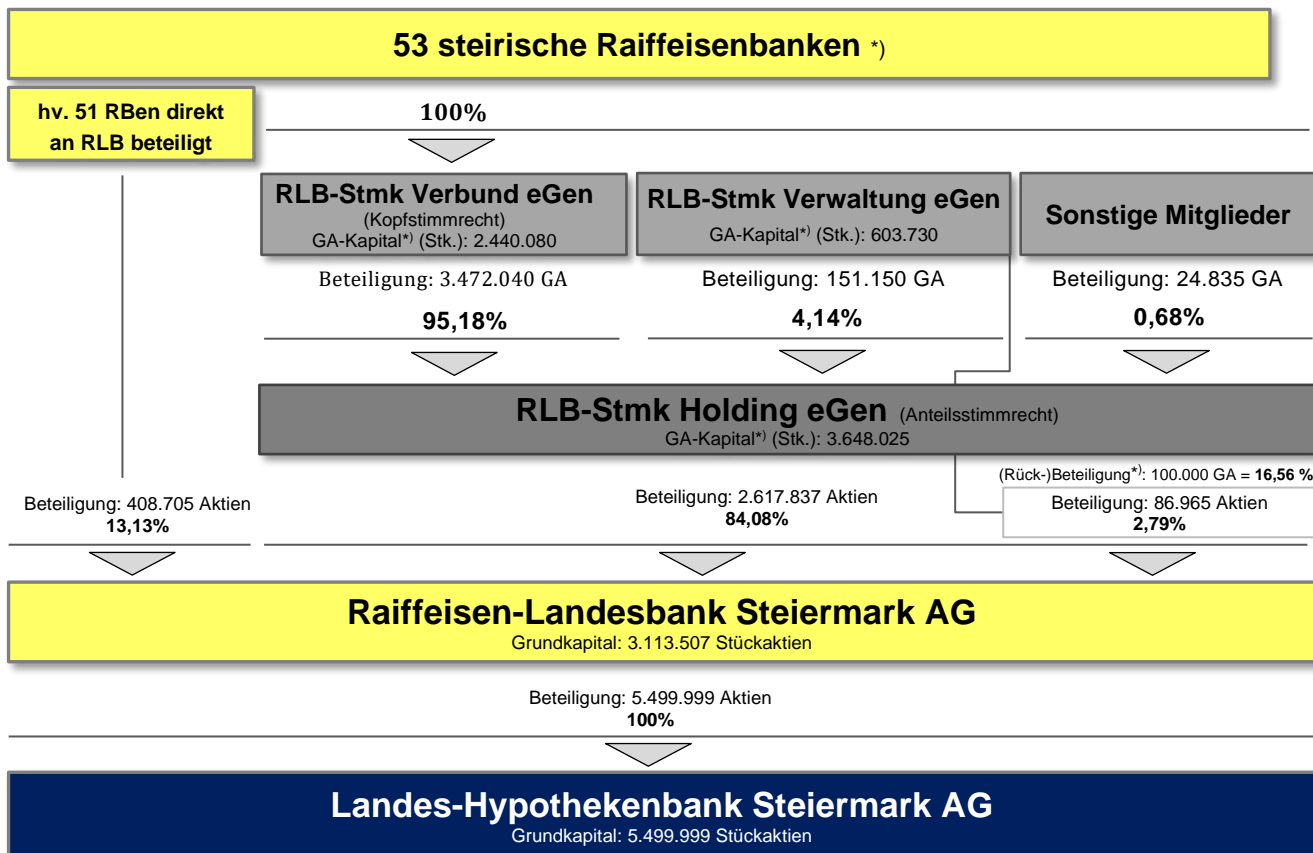 53 steirische Raiffeisenbanken *)
hv. 51 RBen direkt
an RLB beteiligt
100%
RLB-Stmk Verbund eGen
(Kopfstimmrecht)
GA-Kapital*) (Stk.): 2.440.080
RLB-Stmk Verwaltung eGen
GA-Kapital*) (Stk.): 603.730
Sonstige Mitglieder
Beteiligung: 3.472.040 GA
95,18%
Beteiligung: 151.150 GA
4,14%
Beteiligung: 24.835 GA
0,68%
RLB-Stmk Holding eGen (Anteilsstimmrecht)
GA-Kapital*) (Stk.): 3.648.025
(Rück-)Beteiligung*): 100.000 GA = 16,56 %
Beteiligung: 408.705 Aktien
13,13%
Beteiligung: 2.617.837 Aktien
84,08%
Beteiligung: 86.965 Aktien
2,79%
Raiffeisen-Landesbank Steiermark AG
Grundkapital: 3.113.507 Stückaktien
Beteiligung: 5.499.999 Aktien
100%
Landes-Hypothekenbank Steiermark AG
Grundkapital: 5.499.999 Stückaktien